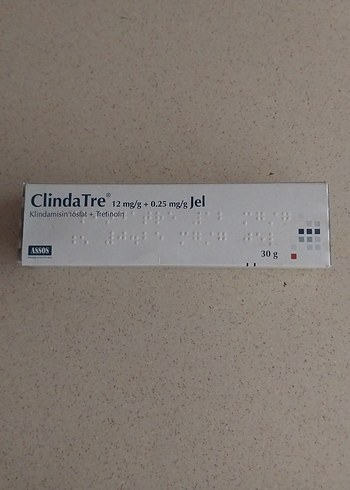 ClindaTre® 12 mg/g + 0.25 mg/g Jel
Klindamisin fosfat + Tretinoin
ASSOS
30 g